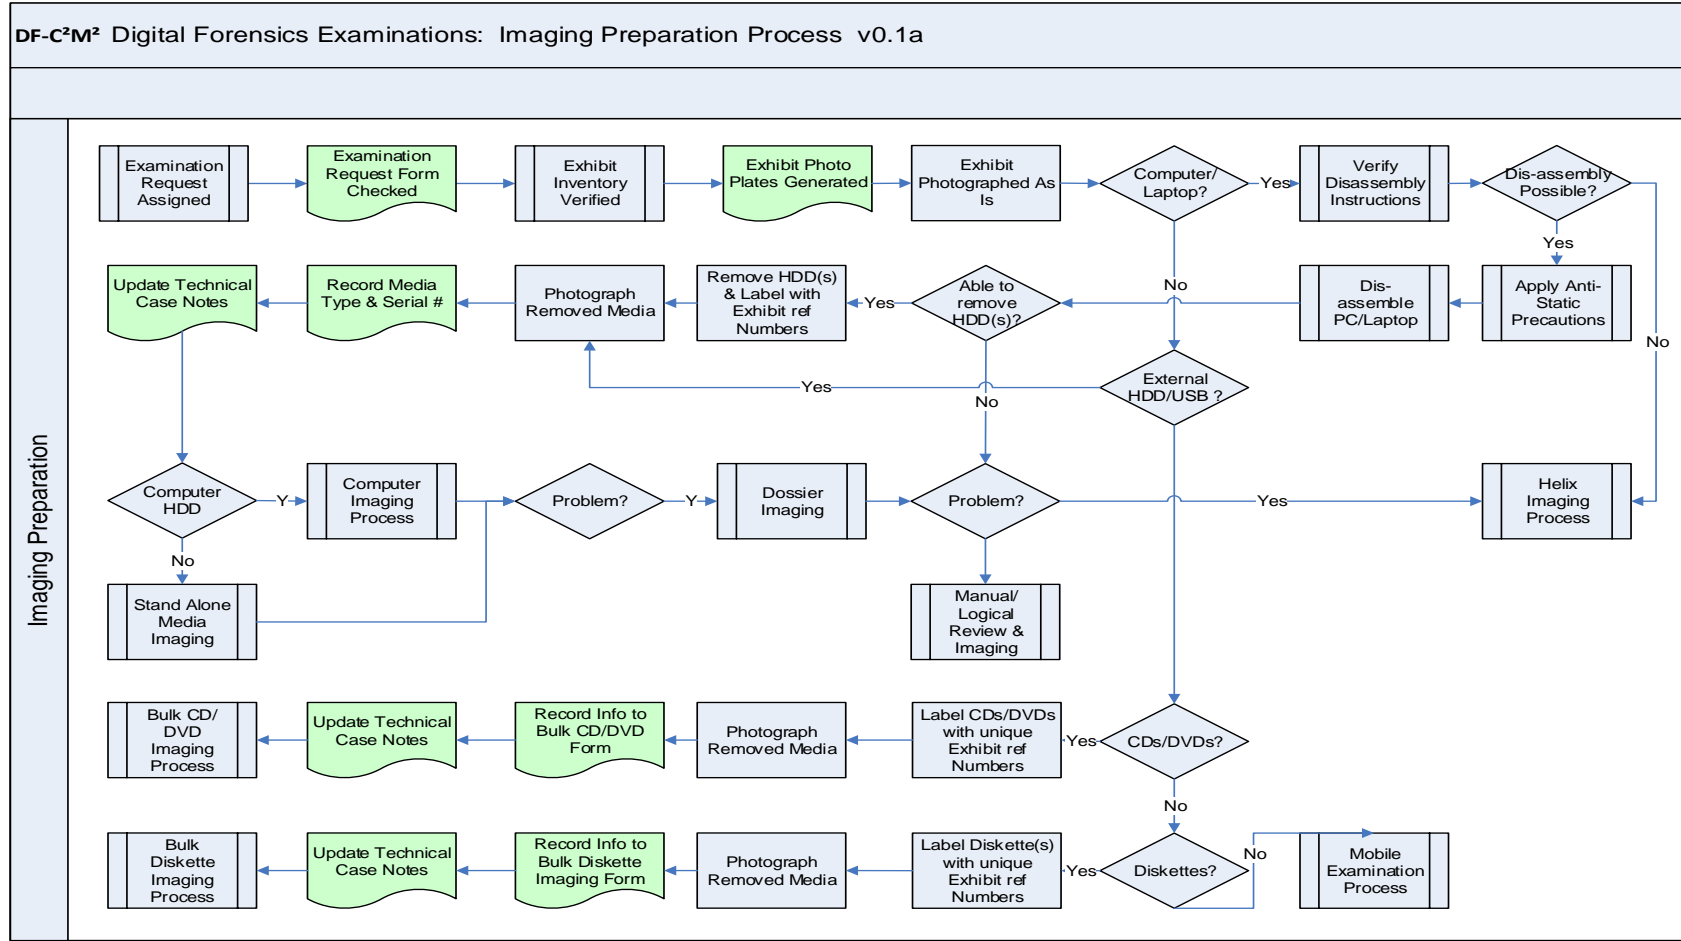 DF-C²M² Digital Forensics Examinations: Imaging Preparation Process v0.1a
Imaging Preparation
Examination
Request
Assigned
Examination
Request Form
Checked
Exhibit
Inventory
Verified
Exhibit Photo
Plates Generated
Exhibit
Photographed As
Is
Computer/
Laptop?
Yes
Verify
Disassembly
Instructions
Dis-assembly
Possible?
Yes
No
No
Update Technical
Case Notes
Record Media
Type & Serial #
Photograph
Removed Media
Remove HDD(s)
& Label with
Exhibit ref
Numbers
Yes
Able to
remove
HDD(s)?
Dis-
assemble
PC/Laptop
Apply Anti-
Static
Precautions
Yes
No
External
HDD/USB ?
Computer
HDD
Y
Computer
Imaging
Process
Problem?
Y
Dossier
Imaging
Problem?
Yes
Helix
Imaging
Process
No
Stand Alone
Media
Imaging
Manual/
Logical
Review &
Imaging
Bulk CD/
DVD
Imaging
Process
Update Technical
Case Notes
Record Info to
Bulk CD/DVD
Form
Photograph
Removed Media
Label CDs/DVDs
with unique
Exhibit ref
Numbers
Yes
CDs/DVDs?
No
Bulk
Diskette
Imaging
Process
Update Technical
Case Notes
Record Info to
Bulk Diskette
Imaging Form
Photograph
Removed Media
Label Diskette(s)
with unique
Exhibit ref
Numbers
Yes
Diskettes?
No
Mobile
Examination
Process